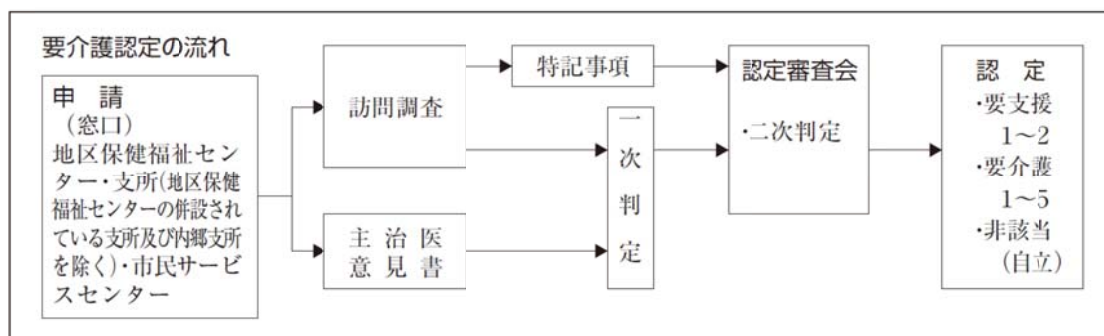 要介護認定の流れ
申 請
(窓口)
地区保健福祉セン
ター・支所(地区保健
福祉センターの併設され
ている支所及び内郷支所
を除く)・市民サービ
スセンター
訪問調査
主 治 医
意 見 書
特記事項
一次判定
認定審査会
・二次判定
認 定
・要支援
1～2
・要介護
1～5
・非該当
(自立)